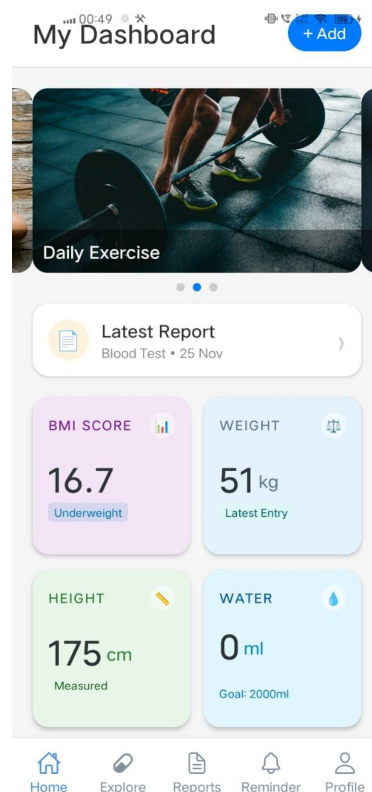 00:49
My Dashboard
+ Add
Daily Exercise
Latest Report
Blood Test • 25 Nov
BMI SCORE
WEIGHT
16.7
51 kg
Underweight
Latest Entry
HEIGHT
WATER
175 cm
0 ml
Measured
Goal: 2000ml
Home
Explore
Reports
Reminder
Profile